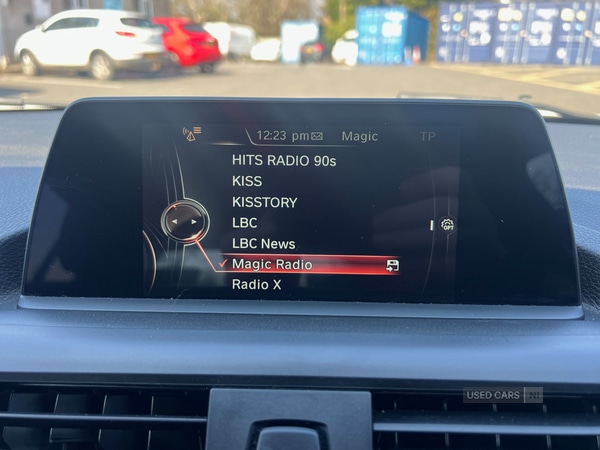 12:23 pm Magic TP
HITS RADIO 90s
KISS
KISSTORY
LBC
OPT
LBC News
✓ Magic Radio
Radio X
USED CARS NI